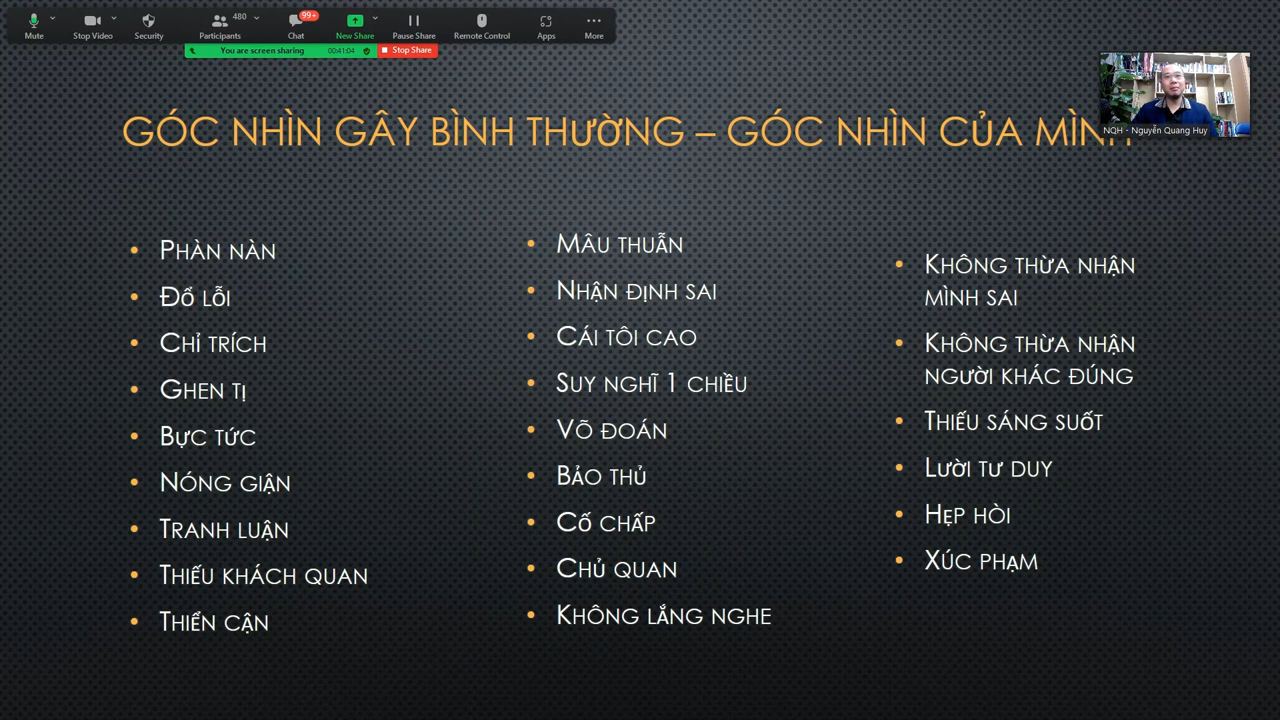 Mute
Stop Video
Security
480
Participants
99+
Chat
New Share
Pause Share
Remote Control
Apps
More
You are screen sharing
00:41:04
Stop Share
NQH - Nguyễn Quang Huy
GÓC NHÌN GÂY BÌNH THƯỜNG – GÓC NHÌN CỦA MÌNH
• PHÀN NÀN
• ĐỔ LỖI
• CHỈ TRÍCH
• GHEN TỊ
• BỰC TỨC
• NÓNG GIẬN
• TRANH LUẬN
• THIẾU KHÁCH QUAN
• THIỂN CẬN
• MÂU THUẪN
• NHẬN ĐỊNH SAI
• CÁI TÔI CAO
• SUY NGHĨ 1 CHIỀU
• VÕ ĐOÁN
• BẢO THỦ
• CỐ CHẤP
• CHỦ QUAN
• KHÔNG LẮNG NGHE
• KHÔNG THỪA NHẬN
MÌNH SAI
• KHÔNG THỪA NHẬN
NGƯỜI KHÁC ĐÚNG
• THIẾU SÁNG SUỐT
• LƯỜI TƯ DUY
• HẸP HÒI
• XÚC PHẠM